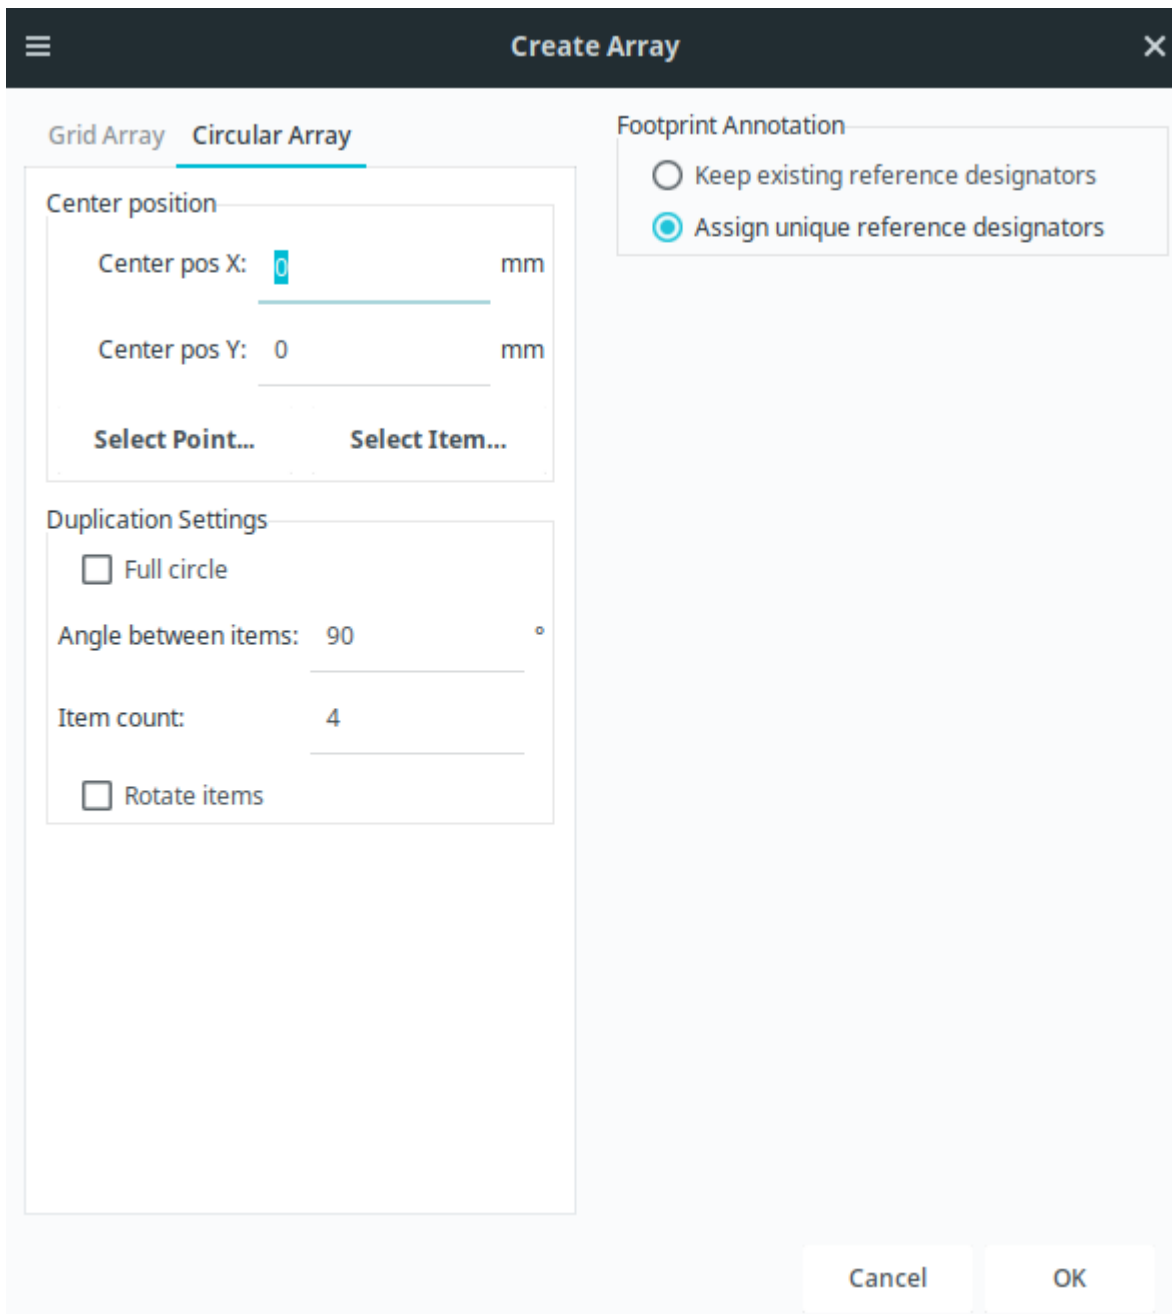 Create Array
Grid Array Circular Array
Center position
Center pos X: 0 mm
Center pos Y: 0 mm
Select Point... Select Item...
Duplication Settings
Full circle
Angle between items: 90 °
Item count: 4
Rotate items
Footprint Annotation
Keep existing reference designators
Assign unique reference designators
Cancel OK